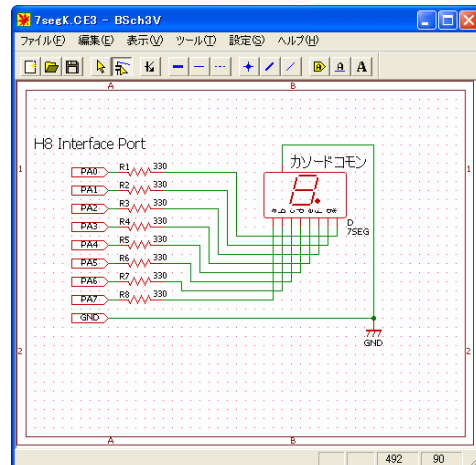 7segK.CE3 - BSch3V
ファイル(F) 編集(E) 表示(V) ツール(T) 設定(S) ヘルプ(H)
A A A
A B
H8 Interface Port
カソードコモン
1 1
PA0 R1 330
PA1 R2 330
PA2 R3 330
PA3 R4 330
PA4 R5 330
PA5 R6 330
PA6 R7 330
PA7 R8 330
a b c d e f g
D
7SEG
GND
GND
2 2
A B
492 90